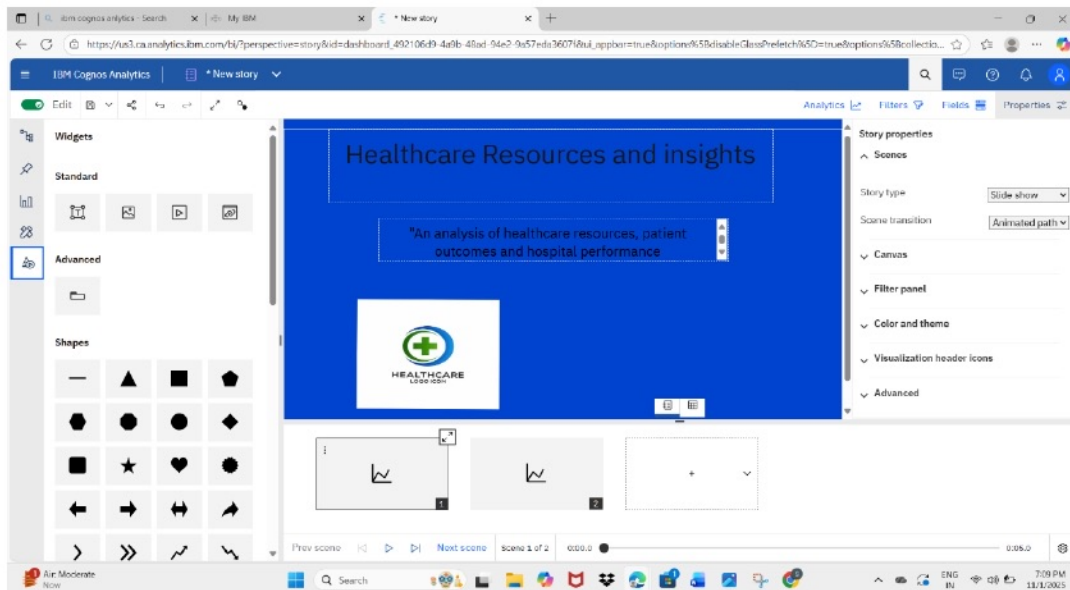 ibm cognos anlytics - Search
My IBM
* New story
https://us3.ca.analytics.ibm.com/bi/?perspective=story&id=dashboard_492106d9-4a9b-48ad-94e2-9a57eda3607f&ui_appbar=true&options%5BdisableGlassPrefetch%5D=true&options%5Bcollectio...
IBM Cognos Analytics
* New story
Edit
Analytics
Filters
Fields
Properties
Widgets
Standard
Advanced
Shapes
Healthcare Resources and insights
"An analysis of healthcare resources, patient
outcomes and hospital performance
HEALTHCARE
LOGO ICON
Story properties
Scenes
Story type
Slide show
Scene transition
Animated path
Canvas
Filter panel
Color and theme
Visualization header icons
Advanced
1
2
Prev scene
Next scene
Scene 1 of 2
0:00.0
0:05.0
Air: Moderate
Now
Search
ENG
IN
7:09 PM
11/1/2025